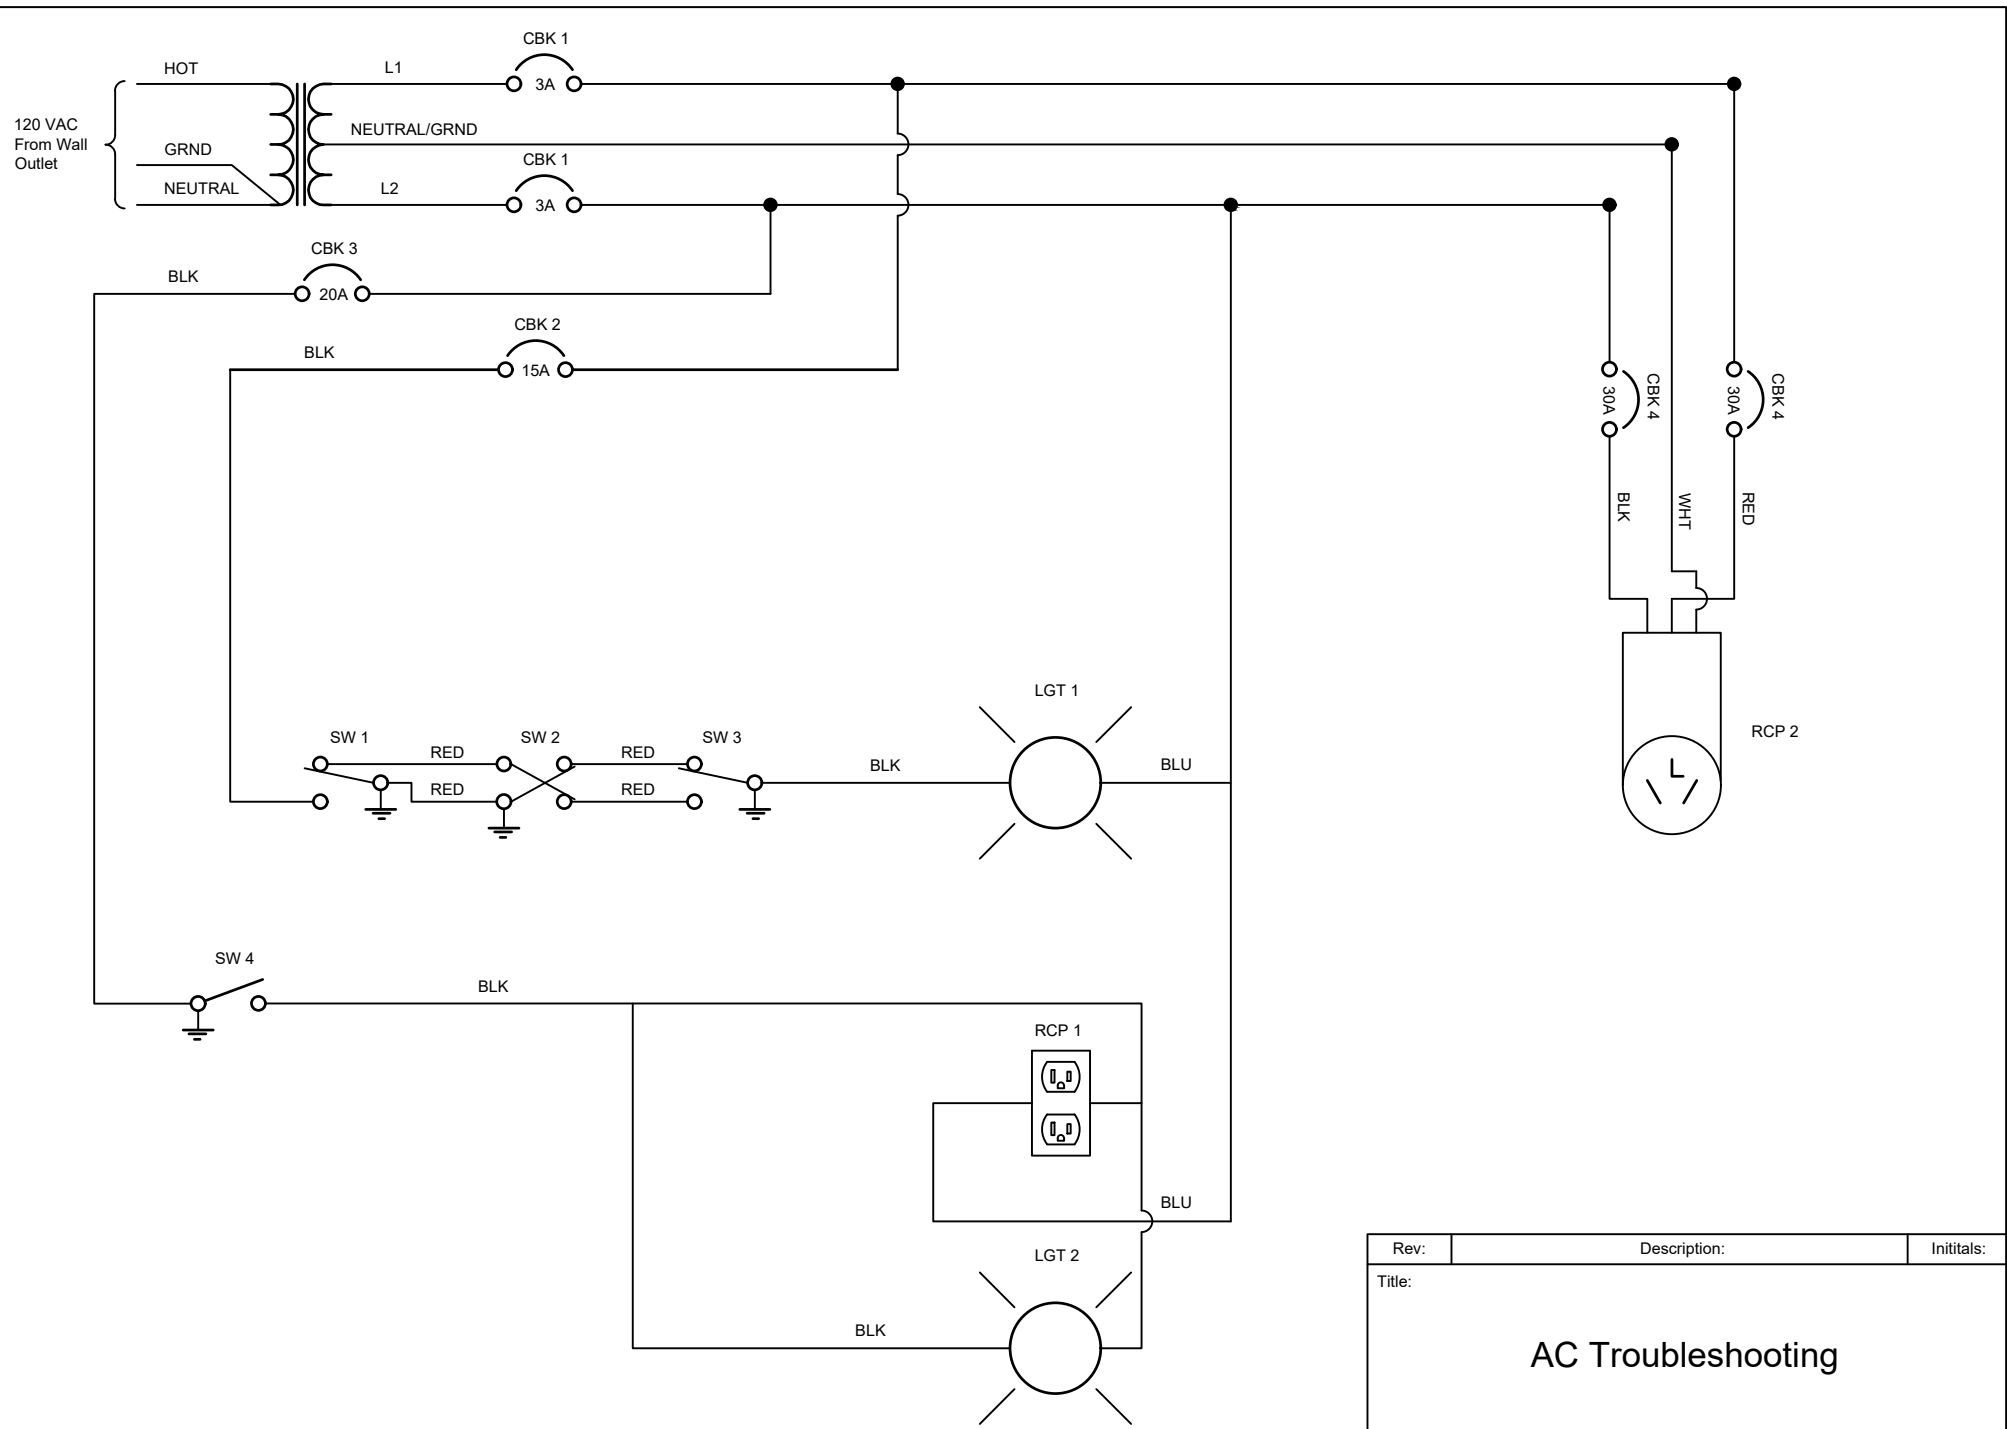 CBK 1
HOT
L1
3A
120 VAC
From Wall
Outlet
NEUTRAL/GRND
GRND
CBK 1
NEUTRAL
L2
3A
CBK 3
BLK
20A
CBK 2
BLK
15A
30A
CBK 4
30A
CBK 4
BLK
WHT
RED
LGT 1
SW 1
RED
SW 2
RED
SW 3
BLK
BLU
RED
RED
RCP 2
SW 4
BLK
RCP 1
BLU
LGT 2
BLK
Rev:
Description:
Inititals:
Title:
AC Troubleshooting